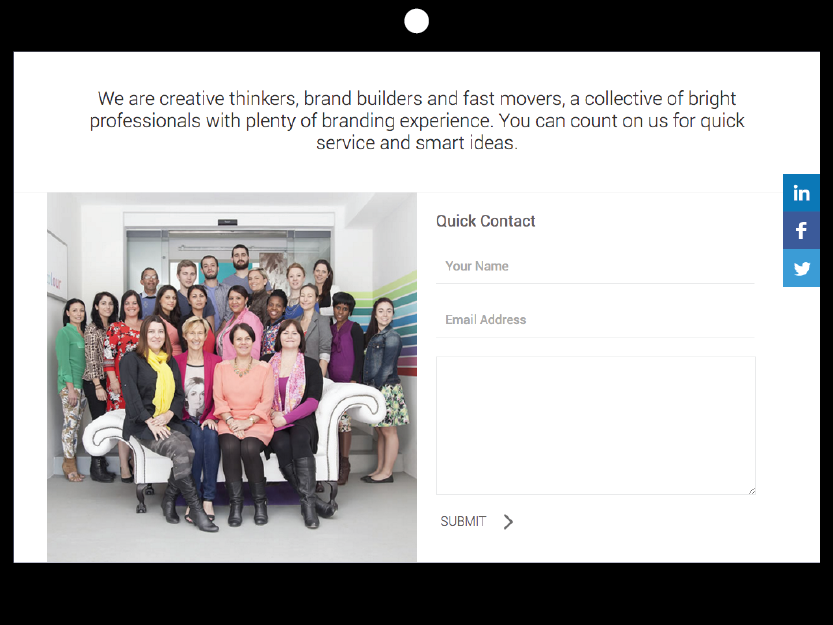 We are creative thinkers, brand builders and fast movers, a collective of bright
professionals with plenty of branding experience. You can count on us for quick
service and smart ideas.
in
f
Quick Contact
Your Name
Email Address
SUBMIT